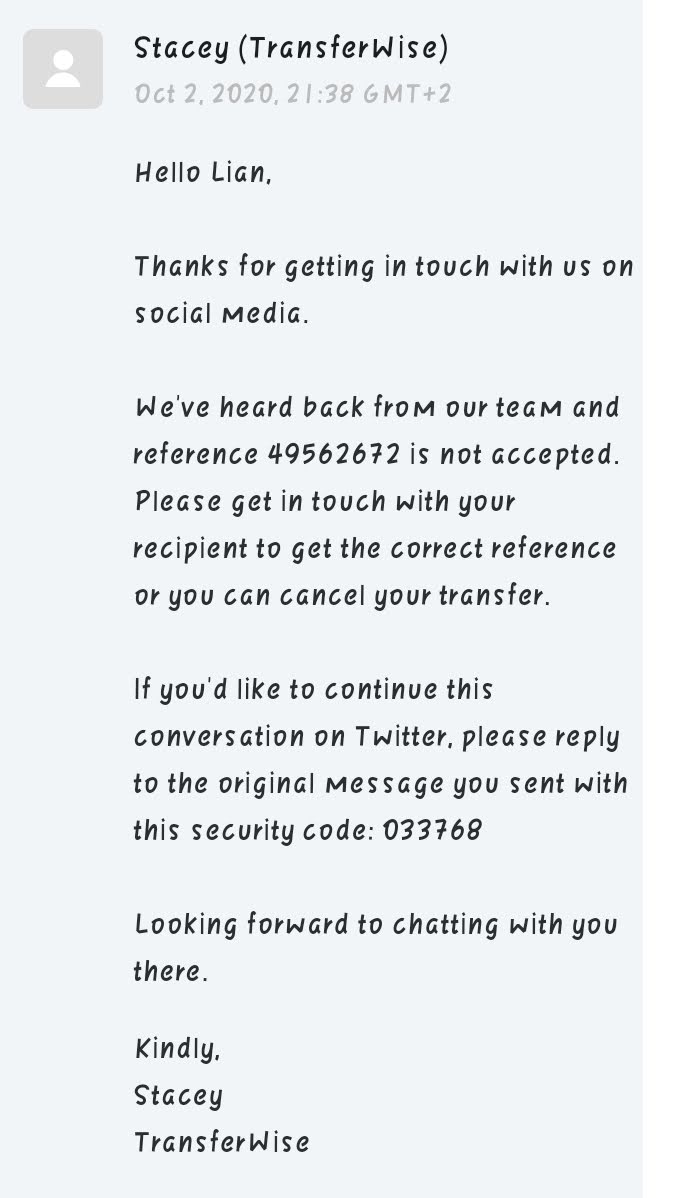 Stacey (TransferWise)
Oct 2, 2020, 21:38 GMT+2
Hello Lian,
Thanks for getting in touch with us on
social media.
We've heard back from our team and
reference 49562672 is not accepted.
Please get in touch with your
recipient to get the correct reference
or you can cancel your transfer.
If you'd like to continue this
conversation on Twitter, please reply
to the original message you sent with
this security code: 033768
Looking forward to chatting with you
there.
Kindly,
Stacey
TransferWise